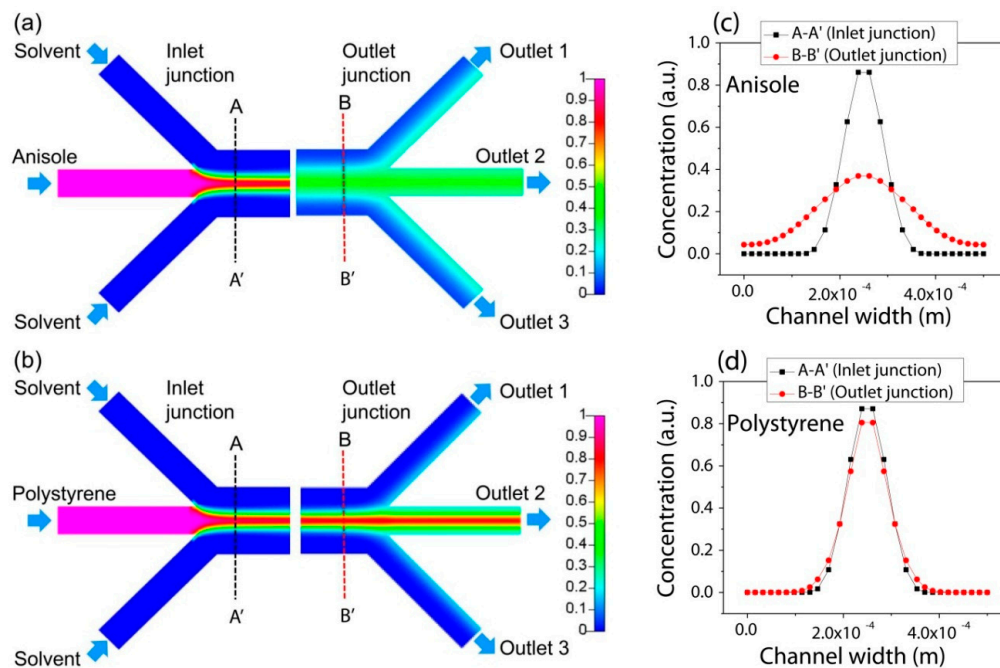 (a)
Solvent
Inlet
junction
Outlet
junction
Outlet 1
A
B
1
0.9
0.8
0.7
0.6
0.5
0.4
0.3
0.2
0.1
0
Anisole
Outlet 2
A′
B′
Solvent
Outlet 3
(b)
Solvent
Inlet
junction
Outlet
junction
Outlet 1
A
B
1
0.9
0.8
0.7
0.6
0.5
0.4
0.3
0.2
0.1
0
Polystyrene
Outlet 2
A′
B′
Solvent
Outlet 3
(c)
A-A' (Inlet junction)
B-B' (Outlet junction)
Anisole
Concentration (a.u.)
1.0
0.8
0.6
0.4
0.2
0.0
0.0
2.0x10⁻⁴
4.0x10⁻⁴
Channel width (m)
(d)
A-A' (Inlet junction)
B-B' (Outlet junction)
Polystyrene
Concentration (a.u.)
1.0
0.8
0.6
0.4
0.2
0.0
0.0
2.0x10⁻⁴
4.0x10⁻⁴
Channel width (m)